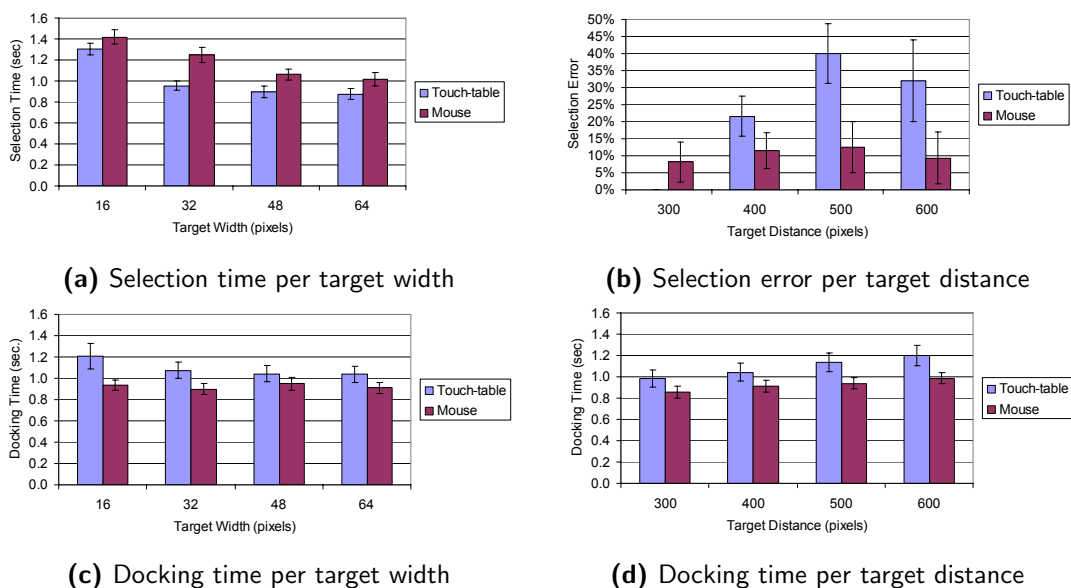 1.6
1.4
1.2
1.0
0.8
0.6
0.4
0.2
0.0
Selection Time (sec)
16 32 48 64
Target Width (pixels)
Touch-table
Mouse
(a) Selection time per target width
50%
45%
40%
35%
30%
25%
20%
15%
10%
5%
0%
Selection Error
300 400 500 600
Target Distance (pixels)
Touch-table
Mouse
(b) Selection error per target distance
1.6
1.4
1.2
1.0
0.8
0.6
0.4
0.2
0.0
Docking Time (sec.)
16 32 48 64
Target Width (pixels)
Touch-table
Mouse
(c) Docking time per target width
1.6
1.4
1.2
1.0
0.8
0.6
0.4
0.2
0.0
Docking Time (sec)
300 400 500 600
Target Distance (pixels)
Touch-table
Mouse
(d) Docking time per target distance